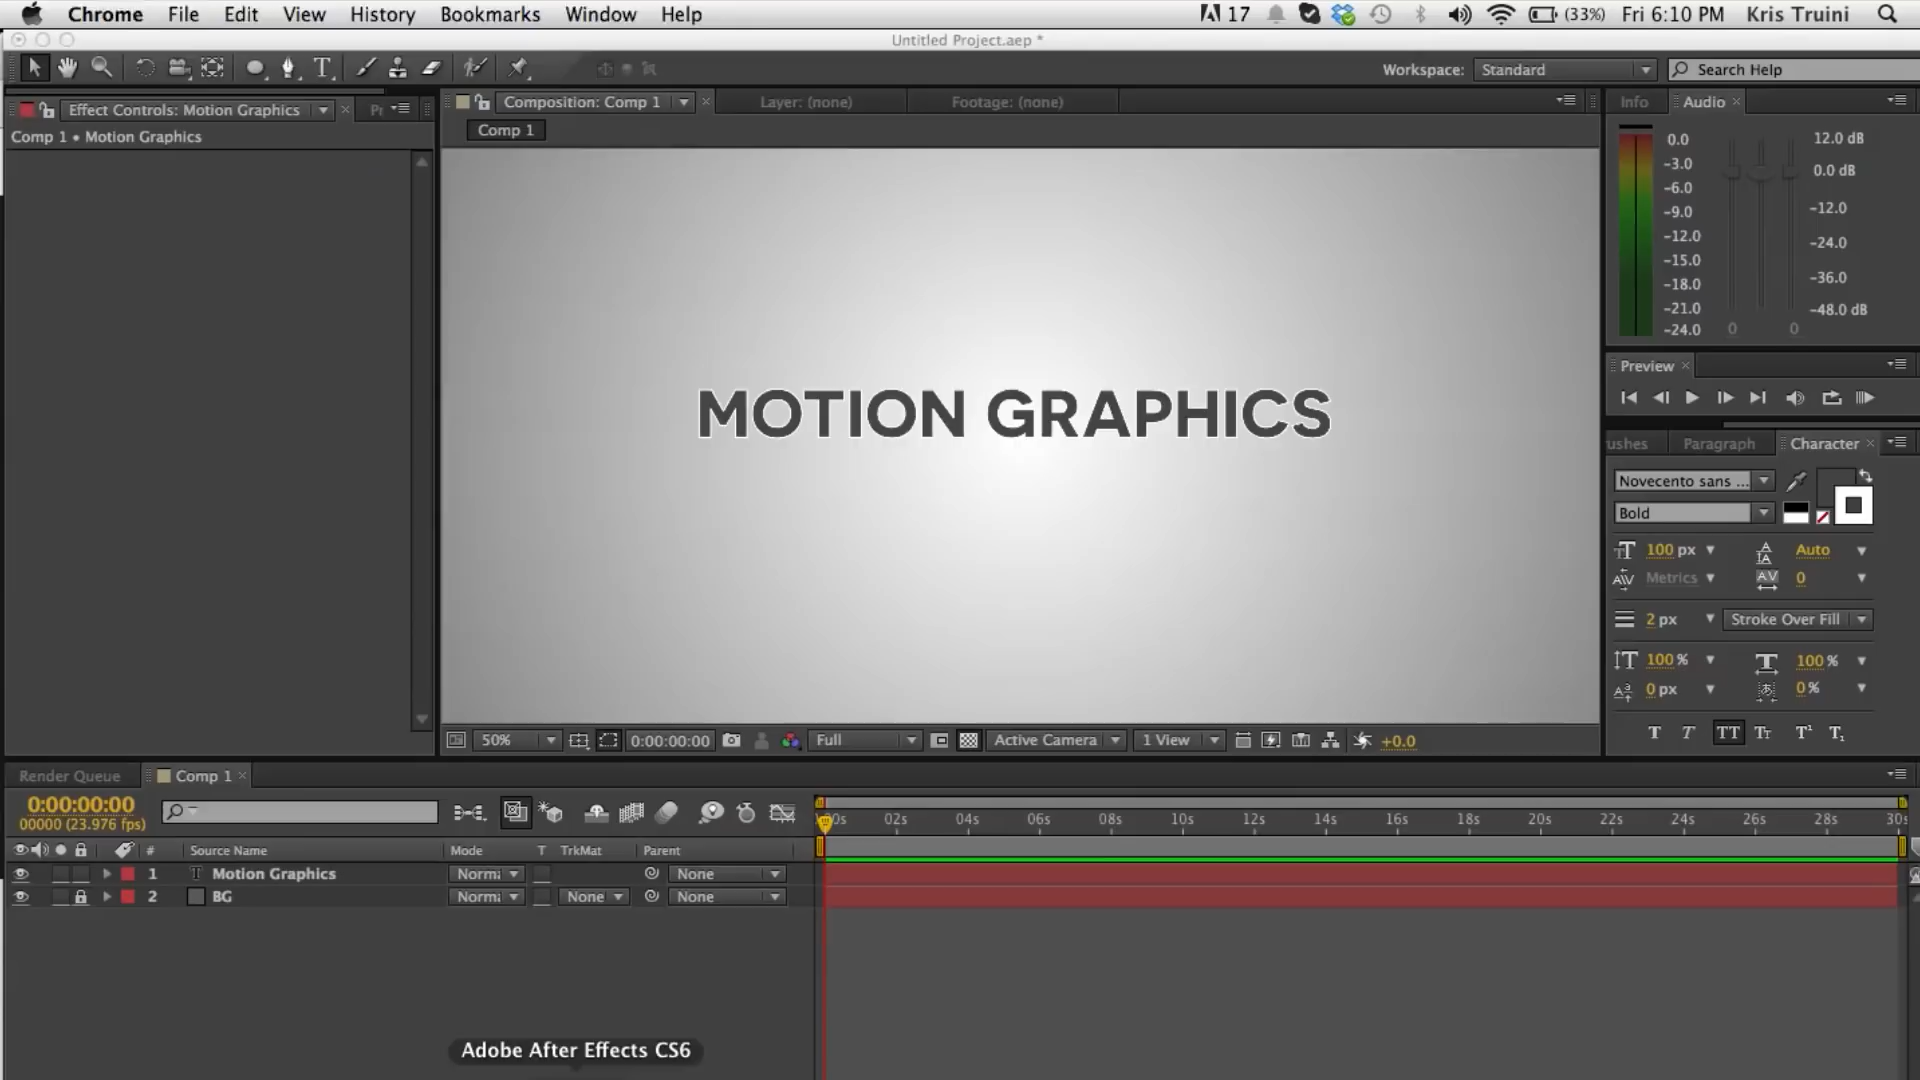 Chrome File Edit View History Bookmarks Window Help 17 (33%) Fri 6:10 PM Kris Truini
Untitled Project.aep *
T Workspace: Standard Search Help
Effect Controls: Motion Graphics
Composition: Comp 1 Layer: (none) Footage: (none) Info Audio
Comp 1 • Motion Graphics
Comp 1
0.0
-3.0
-6.0
-9.0
-12.0
-15.0
-18.0
-21.0
-24.0
12.0 dB
0.0 dB
-12.0
-24.0
-36.0
-48.0 dB
0 0
MOTION GRAPHICS
Preview
Paragraph Character
Novecento sans ...
Bold
100 px Auto
Metrics 0
2 px Stroke Over Fill
100 % 100 %
0 px 0 %
T T TT Tt T¹ T₁
50% 0:00:00:00 Full Active Camera 1 View +0.0
Render Queue Comp 1
0:00:00:00
00000 (23.976 fps)
02s 04s 06s 08s 10s 12s 14s 16s 18s 20s 22s 24s 26s 28s
# Source Name Mode T TrkMat Parent
1 T Motion Graphics None
2 BG None None
Adobe After Effects CS6